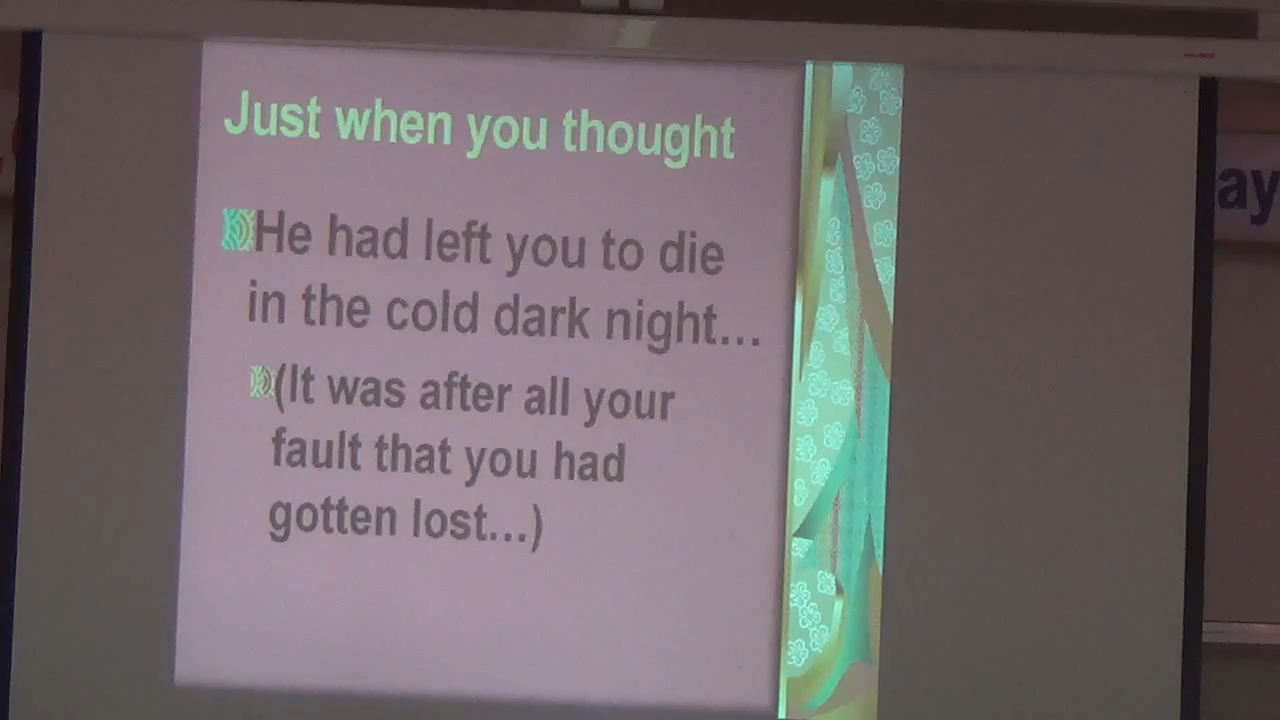 Just when you thought
He had left you to die
in the cold dark night...
(It was after all your
fault that you had
gotten lost...)
ay